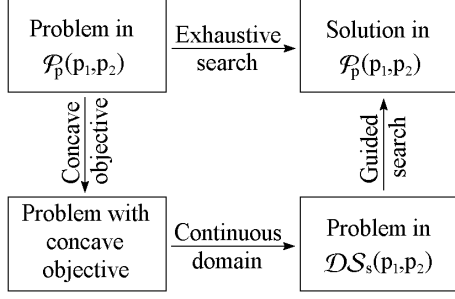 Problem in
𝒫p(p₁,p₂)
Exhaustive
search
Solution in
𝒫p(p₁,p₂)
Concave
objective
Guided
search
Problem with
concave
objective
Continuous
domain
Problem in
𝒟𝒮s(p₁,p₂)